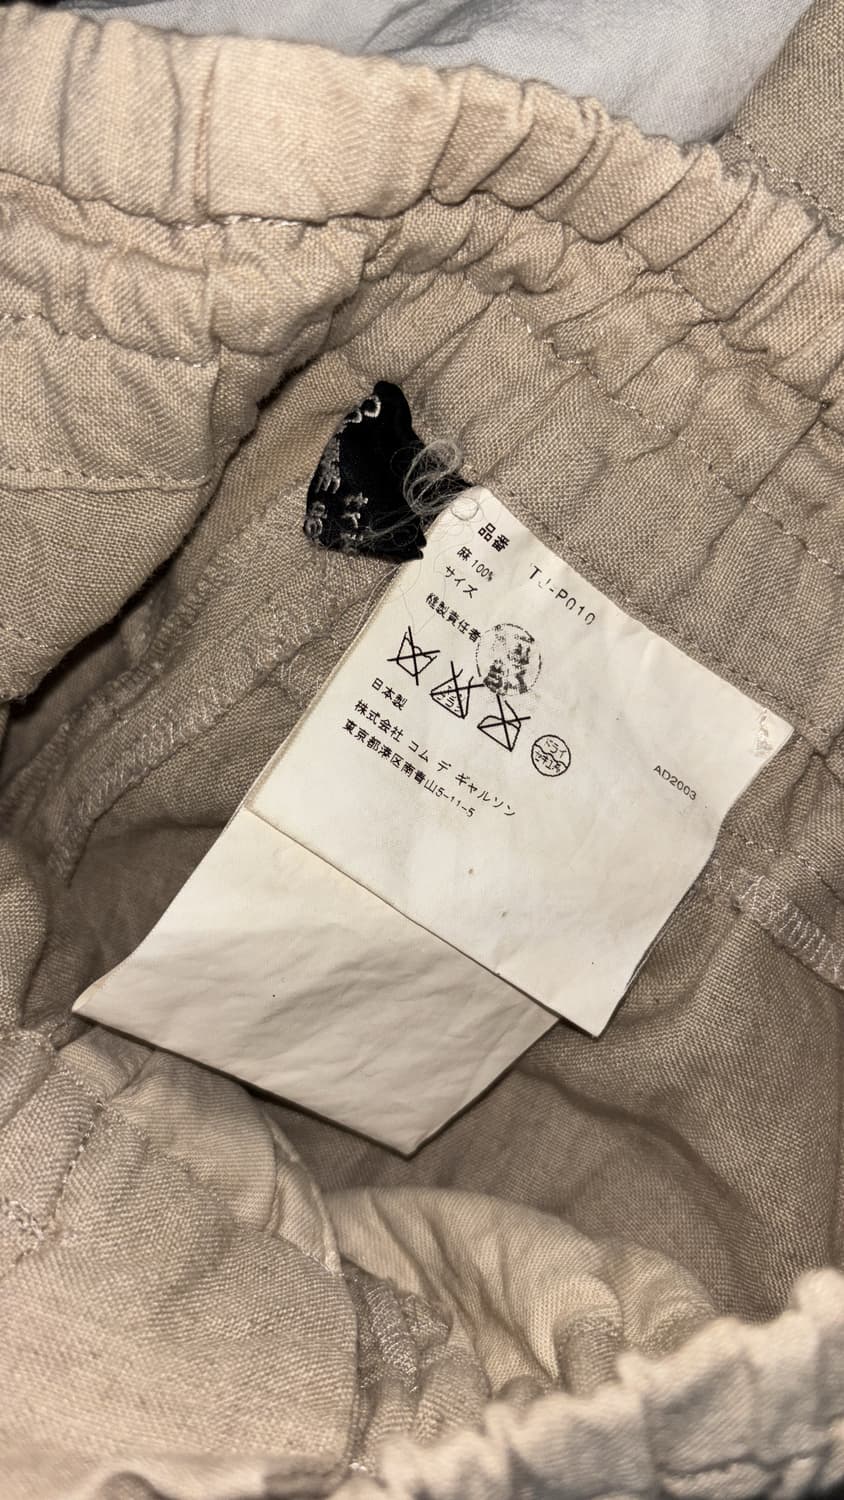 品番 TJ-P010
麻 100%
サイズ
縫製責任者
日本製
株式会社 コム デ ギャルソン
東京都港区南青山5-11-5
AD2003